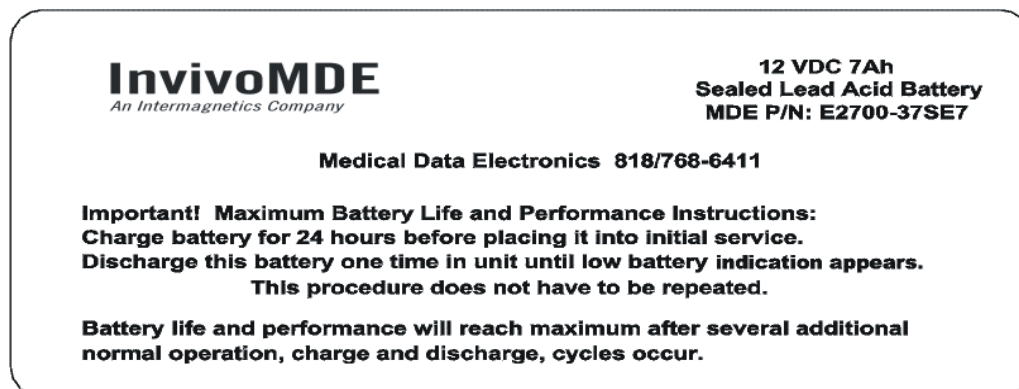 InvivoMDE
An Intermagnetics Company
12 VDC 7Ah
Sealed Lead Acid Battery
MDE P/N: E2700-37SE7
Medical Data Electronics 818/768-6411
Important! Maximum Battery Life and Performance Instructions:
Charge battery for 24 hours before placing it into initial service.
Discharge this battery one time in unit until low battery indication appears.
This procedure does not have to be repeated.
Battery life and performance will reach maximum after several additional
normal operation, charge and discharge, cycles occur.